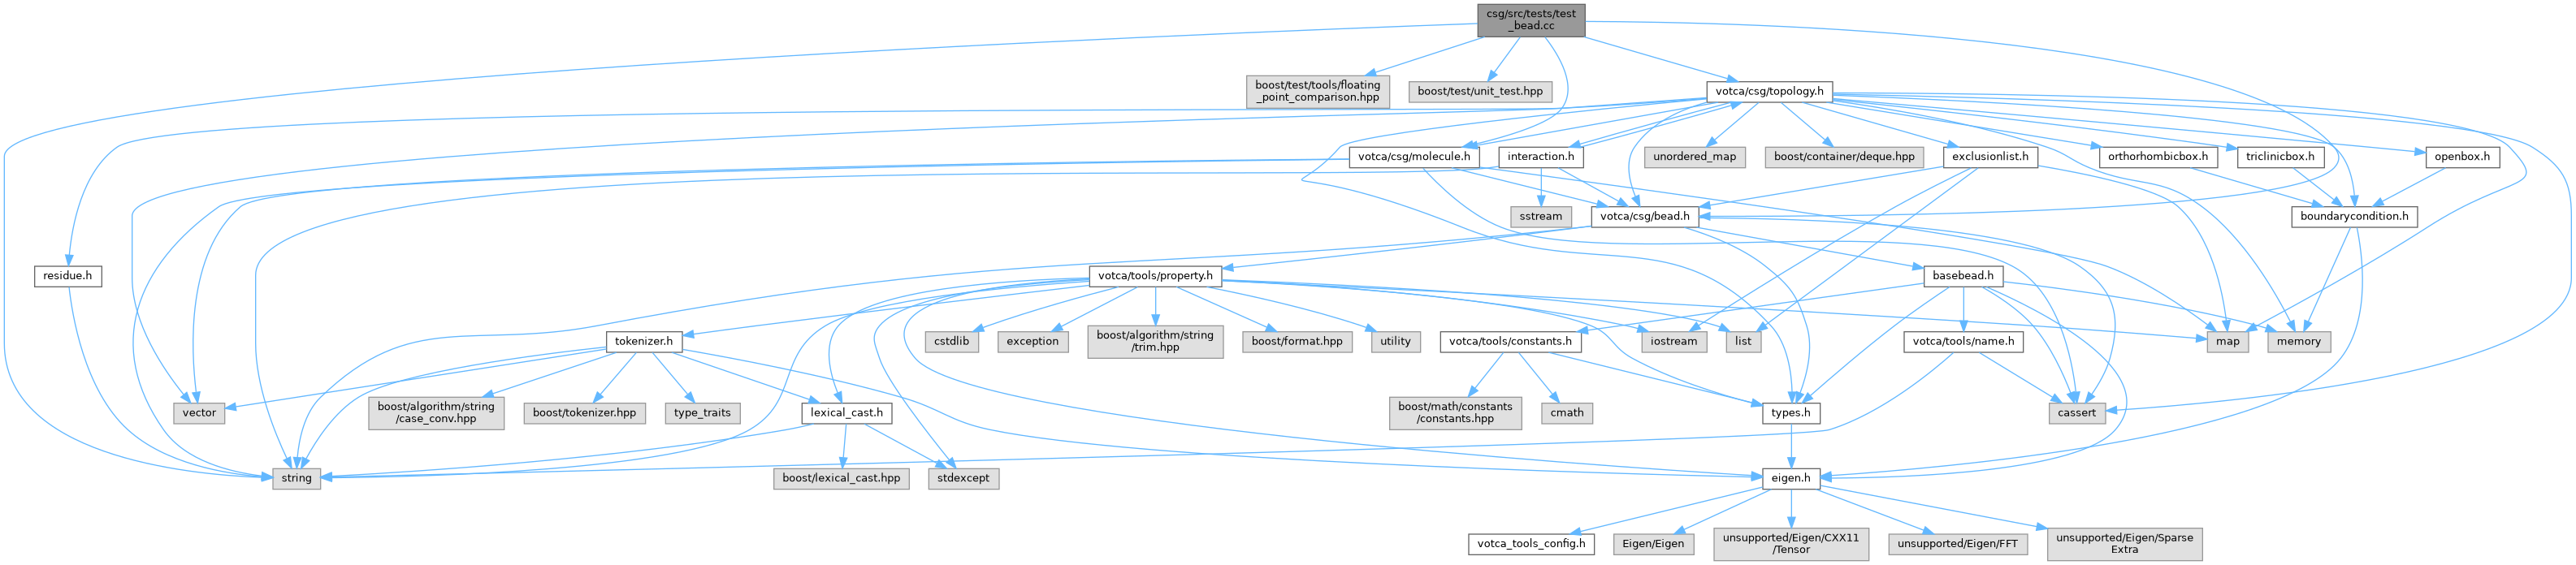 csg/src/tests/test
_bead.cc
boost/test/tools/floating
_point_comparison.hpp
boost/test/unit_test.hpp
votca/csg/topology.h
votca/csg/molecule.h
interaction.h
unordered_map
boost/container/deque.hpp
exclusionlist.h
orthorhombicbox.h
triclinicbox.h
openbox.h
sstream
votca/csg/bead.h
boundarycondition.h
residue.h
votca/tools/property.h
basebead.h
tokenizer.h
cstdlib
exception
boost/algorithm/string
/trim.hpp
boost/format.hpp
utility
votca/tools/constants.h
iostream
list
votca/tools/name.h
map
memory
vector
boost/algorithm/string
/case_conv.hpp
boost/tokenizer.hpp
type_traits
lexical_cast.h
boost/math/constants
/constants.hpp
cmath
types.h
cassert
string
boost/lexical_cast.hpp
stdexcept
eigen.h
votca_tools_config.h
Eigen/Eigen
unsupported/Eigen/CXX11
/Tensor
unsupported/Eigen/FFT
unsupported/Eigen/Sparse
Extra